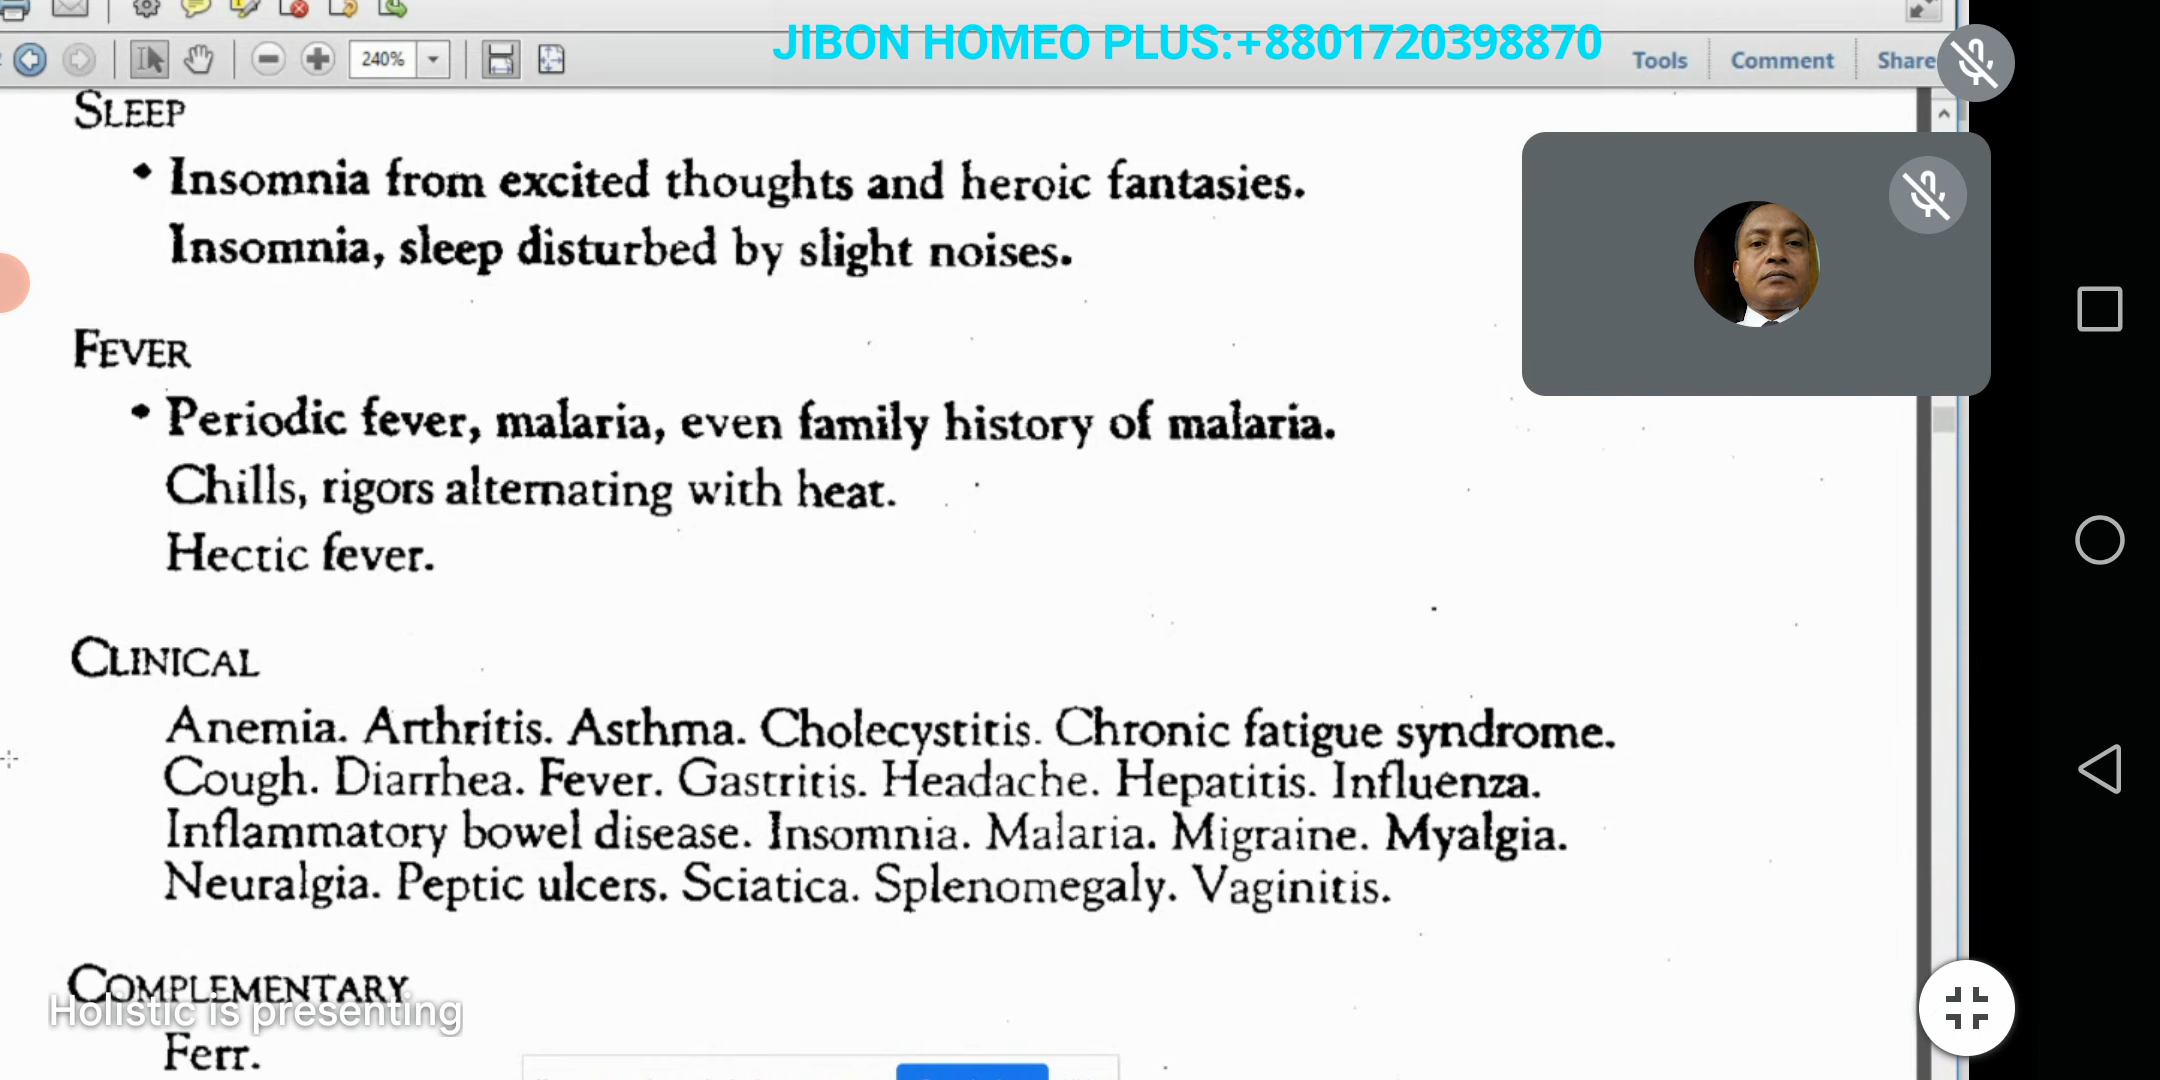 JIBON HOMEO PLUS:+8801720398870
240%
Tools
Comment
Share
SLEEP
• Insomnia from excited thoughts and heroic fantasies.
Insomnia, sleep disturbed by slight noises.
FEVER
• Periodic fever, malaria, even family history of malaria.
Chills, rigors alternating with heat.
Hectic fever.
CLINICAL
Anemia. Arthritis. Asthma. Cholecystitis. Chronic fatigue syndrome.
Cough. Diarrhea. Fever. Gastritis. Headache. Hepatitis. Influenza.
Inflammatory bowel disease. Insomnia. Malaria. Migraine. Myalgia.
Neuralgia. Peptic ulcers. Sciatica. Splenomegaly. Vaginitis.
COMPLEMENTARY
Holistic is presenting
Ferr.